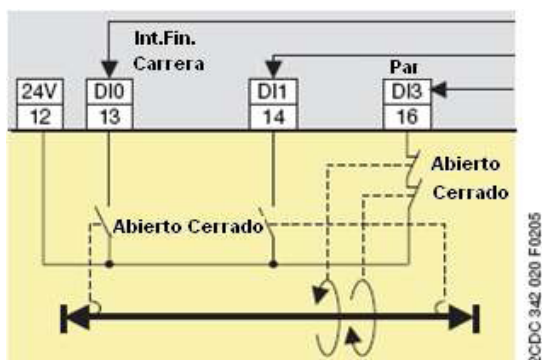 Int.Fin.
Carrera
Par
24V DI0 DI1 DI3
12 13 14 16
Abierto
Cerrado
Abierto Cerrado
2CDC 342 020 F0205